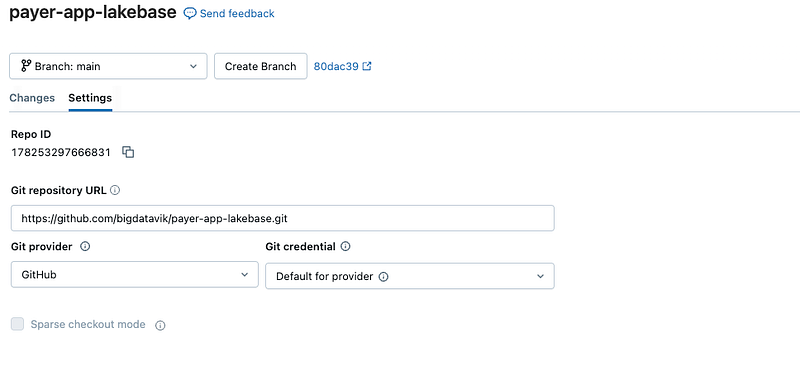 payer-app-lakebase Send feedback
Branch: main Create Branch 80dac39
Changes Settings
Repo ID
178253297666831
Git repository URL
https://github.com/bigdatavik/payer-app-lakebase.git
Git provider Git credential
GitHub Default for provider
Sparse checkout mode